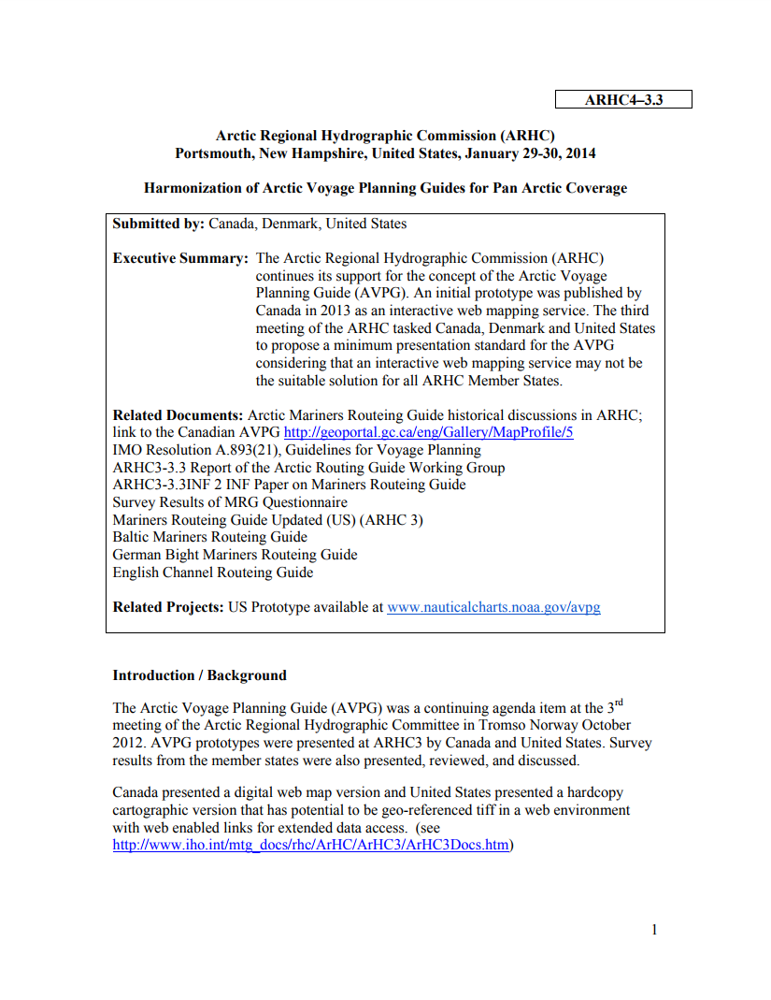 ARHC4–3.3
Arctic Regional Hydrographic Commission (ARHC)
Portsmouth, New Hampshire, United States, January 29-30, 2014
Harmonization of Arctic Voyage Planning Guides for Pan Arctic Coverage
Submitted by: Canada, Denmark, United States
Executive Summary: The Arctic Regional Hydrographic Commission (ARHC)
continues its support for the concept of the Arctic Voyage
Planning Guide (AVPG). An initial prototype was published by
Canada in 2013 as an interactive web mapping service. The third
meeting of the ARHC tasked Canada, Denmark and United States
to propose a minimum presentation standard for the AVPG
considering that an interactive web mapping service may not be
the suitable solution for all ARHC Member States.
Related Documents: Arctic Mariners Routeing Guide historical discussions in ARHC;
link to the Canadian AVPG http://geoportal.gc.ca/eng/Gallery/MapProfile/5
IMO Resolution A.893(21), Guidelines for Voyage Planning
ARHC3-3.3 Report of the Arctic Routing Guide Working Group
ARHC3-3.3INF 2 INF Paper on Mariners Routeing Guide
Survey Results of MRG Questionnaire
Mariners Routeing Guide Updated (US) (ARHC 3)
Baltic Mariners Routeing Guide
German Bight Mariners Routeing Guide
English Channel Routeing Guide
Related Projects: US Prototype available at www.nauticalcharts.noaa.gov/avpg
Introduction / Background
The Arctic Voyage Planning Guide (AVPG) was a continuing agenda item at the 3rd
meeting of the Arctic Regional Hydrographic Committee in Tromso Norway October
2012. AVPG prototypes were presented at ARHC3 by Canada and United States. Survey
results from the member states were also presented, reviewed, and discussed.
Canada presented a digital web map version and United States presented a hardcopy
cartographic version that has potential to be geo-referenced tiff in a web environment
with web enabled links for extended data access. (see
http://www.iho.int/mtg_docs/rhc/ArHC/ArHC3/ArHC3Docs.htm)
1